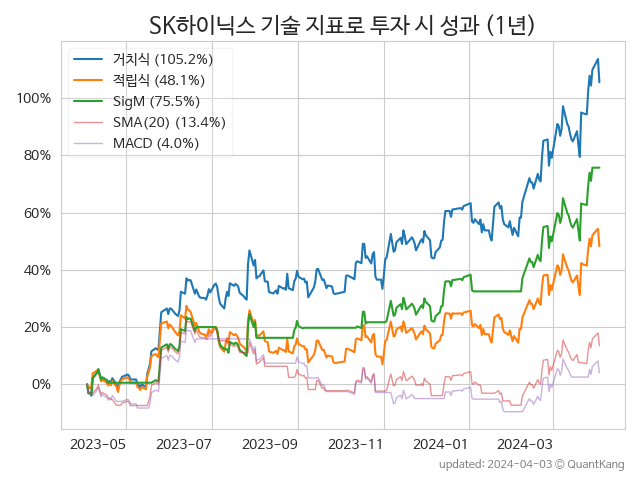 SK하이닉스 기술 지표로 투자 시 성과 (1년)
거치식 (105.2%)
적립식 (48.1%)
SigM (75.5%)
SMA(20) (13.4%)
MACD (4.0%)
100%
80%
60%
40%
20%
0%
2023-05 2023-07 2023-09 2023-11 2024-01 2024-03
updated: 2024-04-03 © QuantKang